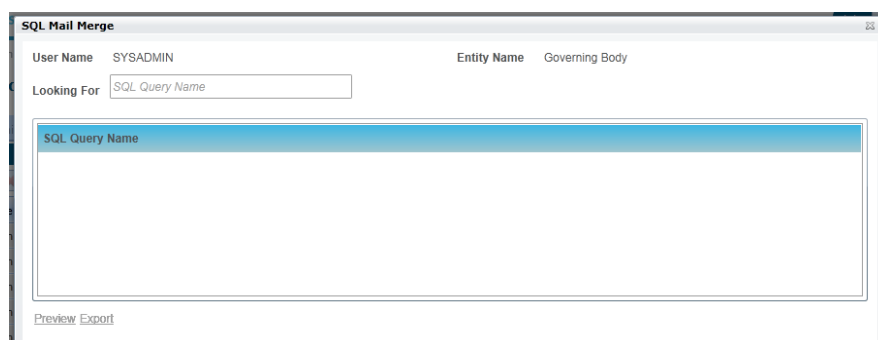 SQL Mail Merge
User Name SYSADMIN Entity Name Governing Body
Looking For SQL Query Name
SQL Query Name
Preview Export